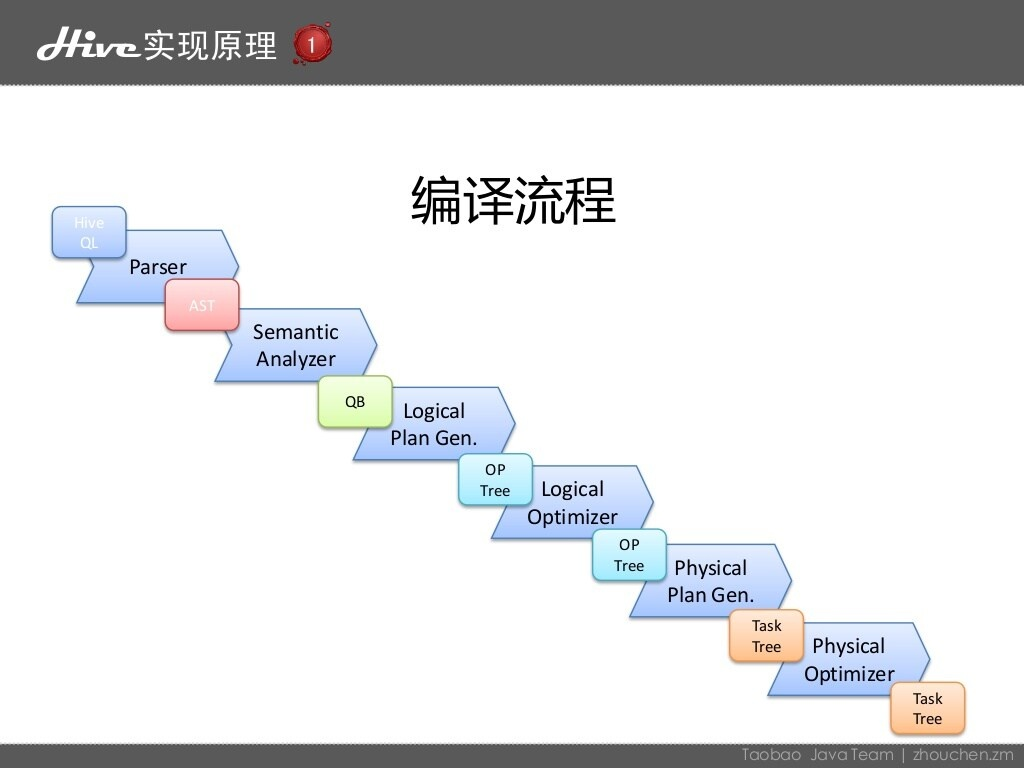 Hive实现原理 1
编译流程
Hive
QL
Parser
AST
Semantic
Analyzer
QB
Logical
Plan Gen.
OP
Tree
Logical
Optimizer
OP
Tree
Physical
Plan Gen.
Task
Tree
Physical
Optimizer
Task
Tree
Taobao Java Team | zhouchen.zm